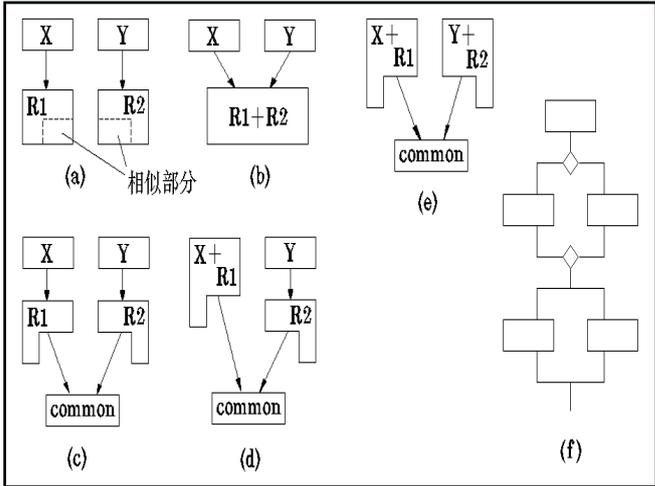 X
Y
R1
R2
(a)
相似部分
X
Y
R1+R2
(b)
X+
R1
Y+
R2
common
(e)
X
Y
R1
R2
common
(c)
X+
R1
Y
R2
common
(d)
(f)